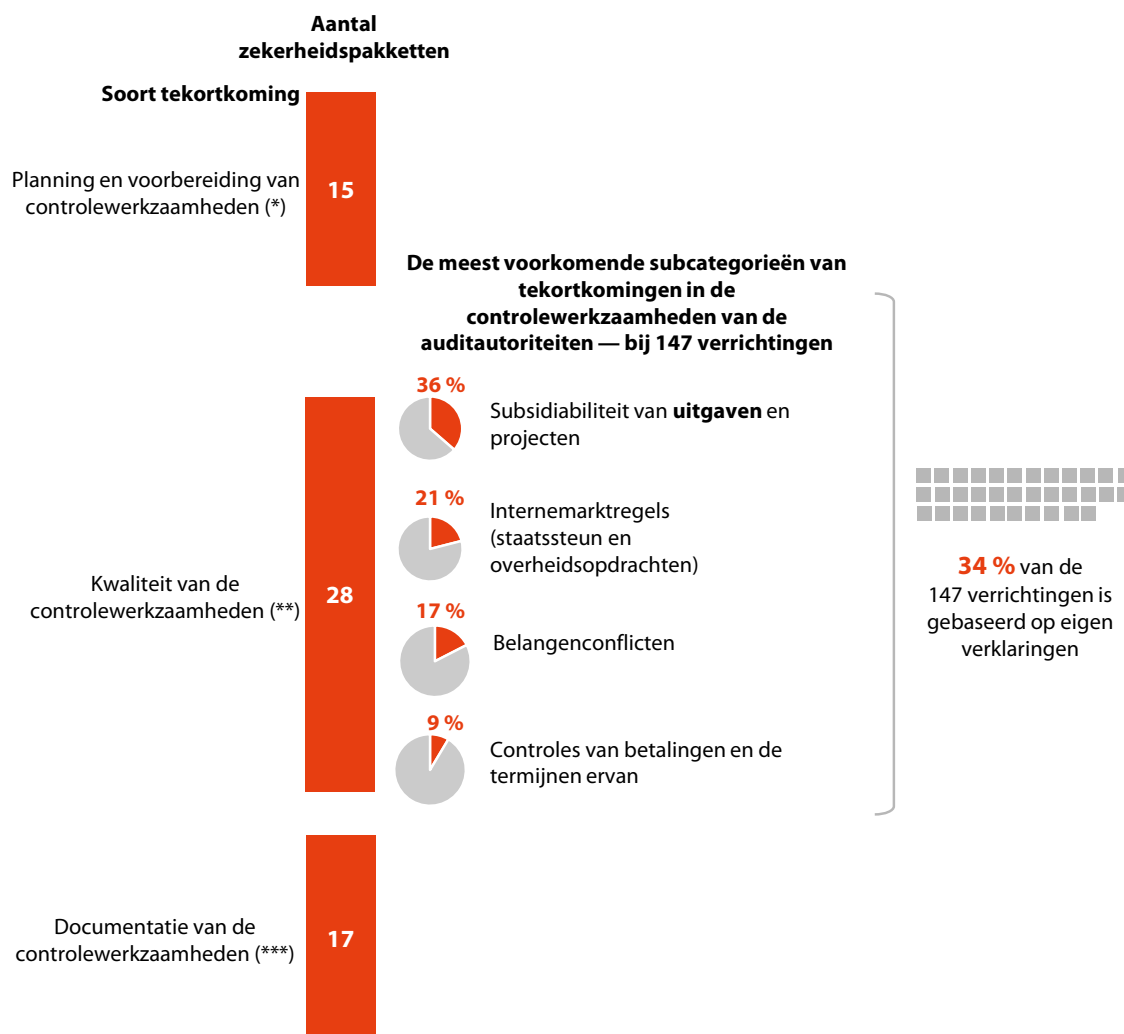 Aantal
zekerheidspakketten
Soort tekortkoming
Planning en voorbereiding van
controlewerkzaamheden (*)
15
De meest voorkomende subcategorieën van
tekortkomingen in de
controlewerkzaamheden van de
auditautoriteiten — bij 147 verrichtingen
36 %
Subsidiabiliteit van uitgaven en
projecten
21 %
Internemarktregels
(staatssteun en
overheidsopdrachten)
Kwaliteit van de
controlewerkzaamheden (**)
28
17 %
Belangenconflicten
9 %
Controles van betalingen en de
termijnen ervan
34 % van de
147 verrichtingen is
gebaseerd op eigen
verklaringen
Documentatie van de
controlewerkzaamheden (***)
17